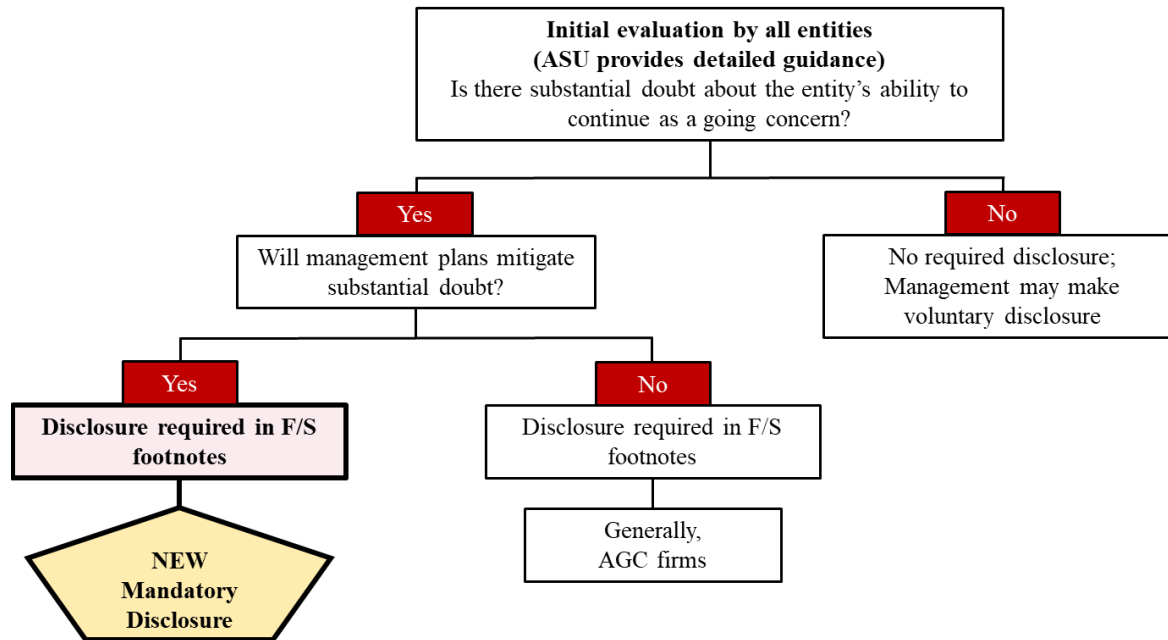 Initial evaluation by all entities
(ASU provides detailed guidance)
Is there substantial doubt about the entity’s ability to
continue as a going concern?
Yes
No
Will management plans mitigate
substantial doubt?
No required disclosure;
Management may make
voluntary disclosure
Yes
No
Disclosure required in F/S
footnotes
Disclosure required in F/S
footnotes
NEW
Mandatory
Disclosure
Generally,
AGC firms